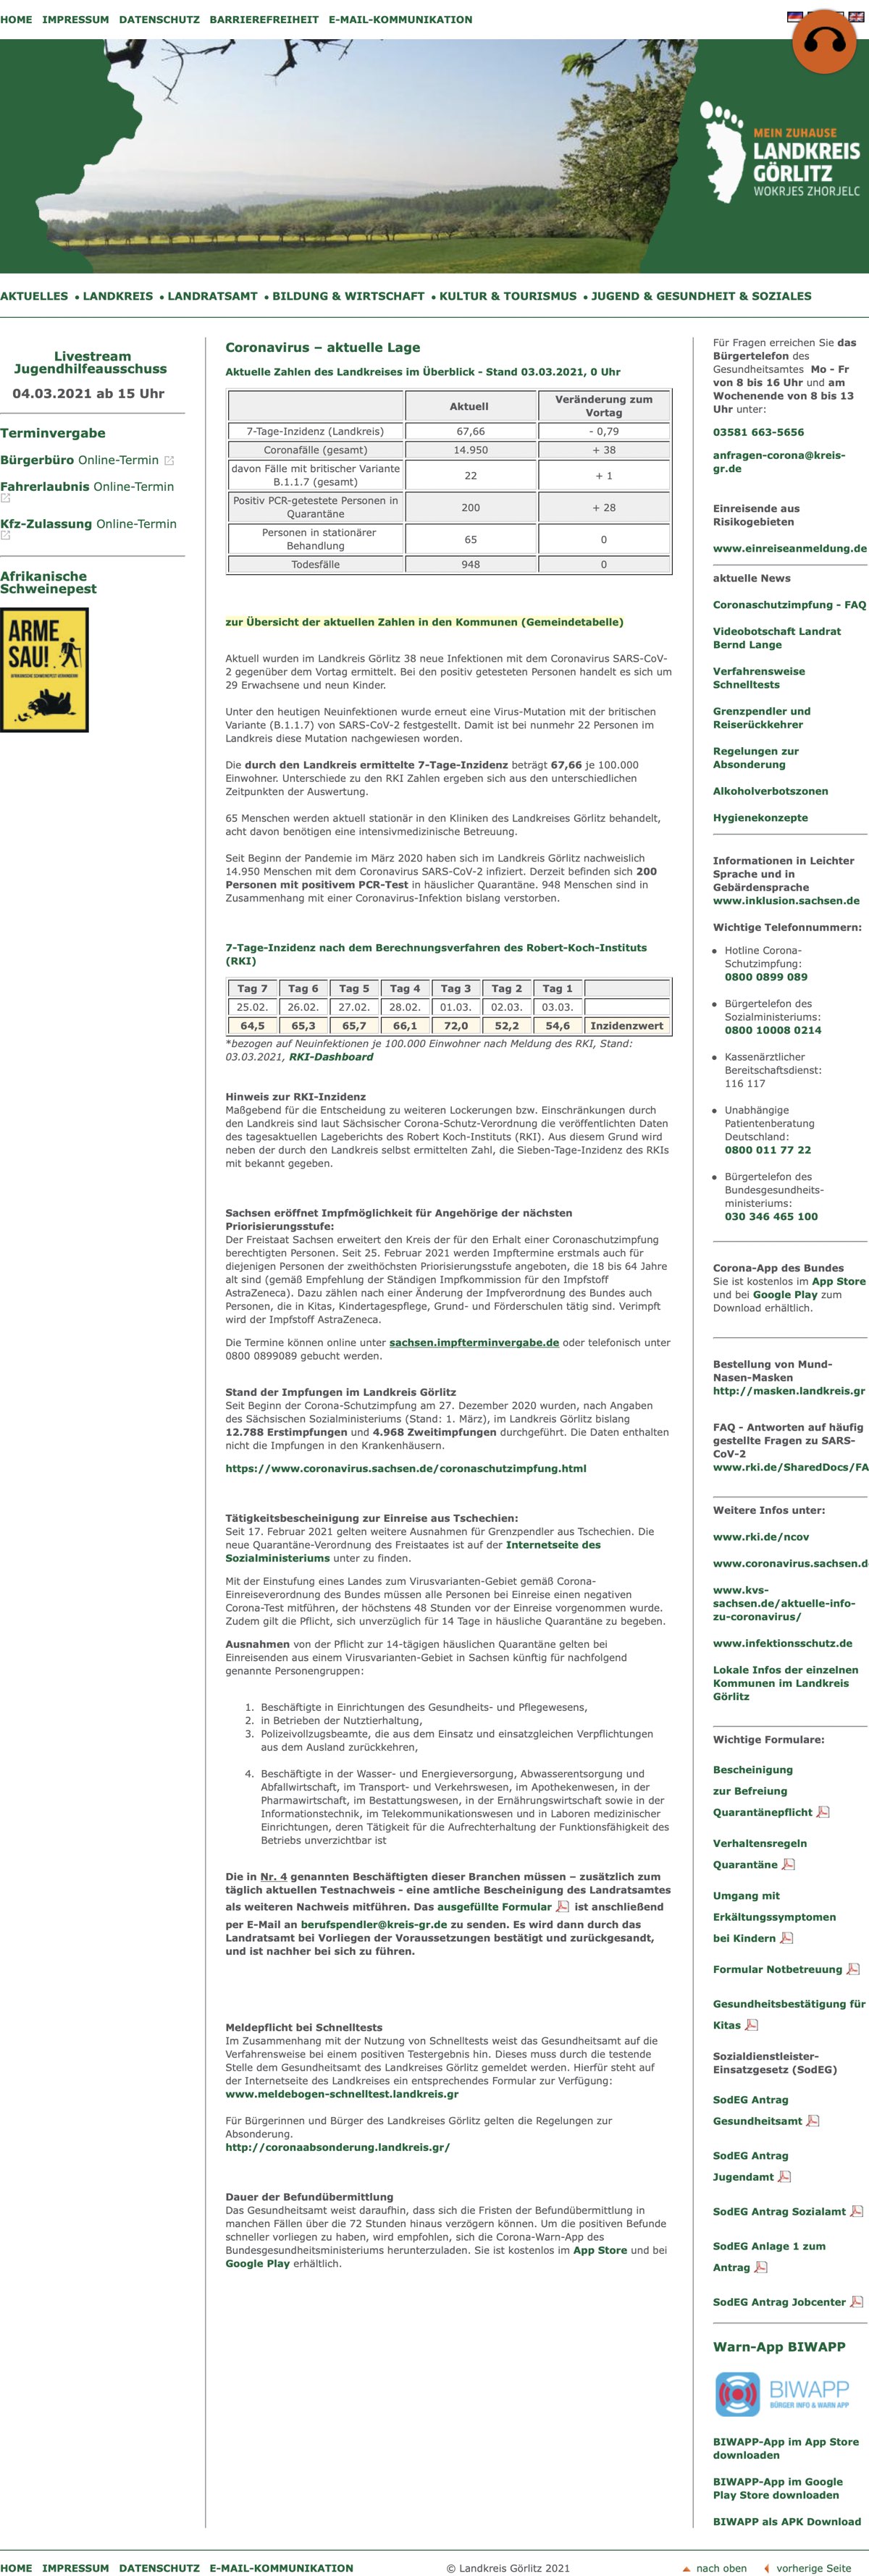 HOME IMPRESSUM DATENSCHUTZ BARRIEREFREIHEIT E-MAIL-KOMMUNIKATION
MEIN ZUHAUSE
LANDKREIS
GÖRLITZ
WOKRJES ZHORJELC
AKTUELLES • LANDKREIS • LANDRATSAMT • BILDUNG & WIRTSCHAFT • KULTUR & TOURISMUS • JUGEND & GESUNDHEIT & SOZIALES
Livestream
Jugendhilfeausschuss
04.03.2021 ab 15 Uhr
Terminvergabe
Bürgerbüro Online-Termin
Fahrerlaubnis Online-Termin
Kfz-Zulassung Online-Termin
Afrikanische
Schweinepest
ARME
SAU!
Coronavirus – aktuelle Lage
Aktuelle Zahlen des Landkreises im Überblick - Stand 03.03.2021, 0 Uhr
Aktuell Veränderung zum
Vortag
7-Tage-Inzidenz (Landkreis) 67,66 - 0,79
Coronafälle (gesamt) 14.950 + 38
davon Fälle mit britischer Variante
B.1.1.7 (gesamt) 22 + 1
Positiv PCR-getestete Personen in
Quarantäne 200 + 28
Personen in stationärer
Behandlung 65 0
Todesfälle 948 0
zur Übersicht der aktuellen Zahlen in den Kommunen (Gemeindetabelle)
Aktuell wurden im Landkreis Görlitz 38 neue Infektionen mit dem Coronavirus SARS-CoV-
2 gegenüber dem Vortag ermittelt. Bei den positiv getesteten Personen handelt es sich um
29 Erwachsene und neun Kinder.
Unter den heutigen Neuinfektionen wurde erneut eine Virus-Mutation mit der britischen
Variante (B.1.1.7) von SARS-CoV-2 festgestellt. Damit ist bei nunmehr 22 Personen im
Landkreis diese Mutation nachgewiesen worden.
Die durch den Landkreis ermittelte 7-Tage-Inzidenz beträgt 67,66 je 100.000
Einwohner. Unterschiede zu den RKI Zahlen ergeben sich aus den unterschiedlichen
Zeitpunkten der Auswertung.
65 Menschen werden aktuell stationär in den Kliniken des Landkreises Görlitz behandelt,
acht davon benötigen eine intensivmedizinische Betreuung.
Seit Beginn der Pandemie im März 2020 haben sich im Landkreis Görlitz nachweislich
14.950 Menschen mit dem Coronavirus SARS-CoV-2 infiziert. Derzeit befinden sich 200
Personen mit positivem PCR-Test in häuslicher Quarantäne. 948 Menschen sind in
Zusammenhang mit einer Coronavirus-Infektion bislang verstorben.
7-Tage-Inzidenz nach dem Berechnungsverfahren des Robert-Koch-Instituts
(RKI)
Tag 7 Tag 6 Tag 5 Tag 4 Tag 3 Tag 2 Tag 1
25.02. 26.02. 27.02. 28.02. 01.03. 02.03. 03.03.
64,5 65,3 65,7 66,1 72,0 52,2 54,6 Inzidenzwert
*bezogen auf Neuinfektionen je 100.000 Einwohner nach Meldung des RKI, Stand:
03.03.2021, RKI-Dashboard
Hinweis zur RKI-Inzidenz
Maßgebend für die Entscheidung zu weiteren Lockerungen bzw. Einschränkungen durch
den Landkreis sind laut Sächsischer Corona-Schutz-Verordnung die veröffentlichten Daten
des tagesaktuellen Lageberichts des Robert Koch-Instituts (RKI). Aus diesem Grund wird
neben der durch den Landkreis selbst ermittelten Zahl, die Sieben-Tage-Inzidenz des RKIs
mit bekannt gegeben.
Sachsen eröffnet Impfmöglichkeit für Angehörige der nächsten
Priorisierungsstufe:
Der Freistaat Sachsen erweitert den Kreis der für den Erhalt einer Coronaschutzimpfung
berechtigten Personen. Seit 25. Februar 2021 werden Impftermine erstmals auch für
diejenigen Personen der zweithöchsten Priorisierungsstufe angeboten, die 18 bis 64 Jahre
alt sind (gemäß Empfehlung der Ständigen Impfkommission für den Impfstoff
AstraZeneca). Dazu zählen nach einer Änderung der Impfverordnung des Bundes auch
Personen, die in Kitas, Kindertagespflege, Grund- und Förderschulen tätig sind. Verimpft
wird der Impfstoff AstraZeneca.
Die Termine können online unter sachsen.impfterminvergabe.de oder telefonisch unter
0800 0899089 gebucht werden.
Stand der Impfungen im Landkreis Görlitz
Seit Beginn der Corona-Schutzimpfung am 27. Dezember 2020 wurden, nach Angaben
des Sächsischen Sozialministeriums (Stand: 1. März), im Landkreis Görlitz bislang
12.788 Erstimpfungen und 4.968 Zweitimpfungen durchgeführt. Die Daten enthalten
nicht die Impfungen in den Krankenhäusern.
https://www.coronavirus.sachsen.de/coronaschutzimpfung.html
Tätigkeitsbescheinigung zur Einreise aus Tschechien:
Seit 17. Februar 2021 gelten weitere Ausnahmen für Grenzpendler aus Tschechien. Die
neue Quarantäne-Verordnung des Freistaates ist auf der Internetseite des
Sozialministeriums unter zu finden.
Mit der Einstufung eines Landes zum Virusvarianten-Gebiet gemäß Corona-
Einreiseverordnung des Bundes müssen alle Personen bei Einreise einen negativen
Corona-Test mitführen, der höchstens 48 Stunden vor der Einreise vorgenommen wurde.
Zudem gilt die Pflicht, sich unverzüglich für 14 Tage in häusliche Quarantäne zu begeben.
Ausnahmen von der Pflicht zur 14-tägigen häuslichen Quarantäne gelten bei
Einreisenden aus einem Virusvarianten-Gebiet in Sachsen künftig für nachfolgend
genannte Personengruppen:
1. Beschäftigte in Einrichtungen des Gesundheits- und Pflegewesens,
2. in Betrieben der Nutztierhaltung,
3. Polizeivollzugsbeamte, die aus dem Einsatz und einsatzgleichen Verpflichtungen
aus dem Ausland zurückkehren,
4. Beschäftigte in der Wasser- und Energieversorgung, Abwasserentsorgung und
Abfallwirtschaft, im Transport- und Verkehrswesen, im Apothekenwesen, in der
Pharmawirtschaft, im Bestattungswesen, in der Ernährungswirtschaft sowie in der
Informationstechnik, im Telekommunikationswesen und in Laboren medizinischer
Einrichtungen, deren Tätigkeit für die Aufrechterhaltung der Funktionsfähigkeit des
Betriebs unverzichtbar ist
Die in Nr. 4 genannten Beschäftigten dieser Branchen müssen – zusätzlich zum
täglich aktuellen Testnachweis - eine amtliche Bescheinigung des Landratsamtes
als weiteren Nachweis mitführen. Das ausgefüllte Formular ist anschließend
per E-Mail an berufspendler@kreis-gr.de zu senden. Es wird dann durch das
Landratsamt bei Vorliegen der Voraussetzungen bestätigt und zurückgesandt,
und ist nachher bei sich zu führen.
Meldepflicht bei Schnelltests
Im Zusammenhang mit der Nutzung von Schnelltests weist das Gesundheitsamt auf die
Verfahrensweise bei einem positiven Testergebnis hin. Dieses muss durch die testende
Stelle dem Gesundheitsamt des Landkreises Görlitz gemeldet werden. Hierfür steht auf
der Internetseite des Landkreises ein entsprechendes Formular zur Verfügung:
www.meldebogen-schnelltest.landkreis.gr
Für Bürgerinnen und Bürger des Landkreises Görlitz gelten die Regelungen zur
Absonderung.
http://coronaabsonderung.landkreis.gr/
Dauer der Befundübermittlung
Das Gesundheitsamt weist daraufhin, dass sich die Fristen der Befundübermittlung in
manchen Fällen über die 72 Stunden hinaus verzögern können. Um die positiven Befunde
schneller vorliegen zu haben, wird empfohlen, sich die Corona-Warn-App des
Bundesgesundheitsministeriums herunterzuladen. Sie ist kostenlos im App Store und bei
Google Play erhältlich.
Für Fragen erreichen Sie das
Bürgertelefon des
Gesundheitsamtes Mo - Fr
von 8 bis 16 Uhr und am
Wochenende von 8 bis 13
Uhr unter:
03581 663-5656
anfragen-corona@kreis-
gr.de
Einreisende aus
Risikogebieten
www.einreiseanmeldung.de
aktuelle News
Coronaschutzimpfung - FAQ
Videobotschaft Landrat
Bernd Lange
Verfahrensweise
Schnelltests
Grenzpendler und
Reiserückkehrer
Regelungen zur
Absonderung
Alkoholverbotszonen
Hygienekonzepte
Informationen in Leichter
Sprache und in
Gebärdensprache
www.inklusion.sachsen.de
Wichtige Telefonnummern:
• Hotline Corona-
Schutzimpfung:
0800 0899 089
• Bürgertelefon des
Sozialministeriums:
0800 10008 0214
• Kassenärztlicher
Bereitschaftsdienst:
116 117
• Unabhängige
Patientenberatung
Deutschland:
0800 011 77 22
• Bürgertelefon des
Bundesgesundheits-
ministeriums:
030 346 465 100
Corona-App des Bundes
Sie ist kostenlos im App Store
und bei Google Play zum
Download erhältlich.
Bestellung von Mund-
Nasen-Masken
http://masken.landkreis.gr
FAQ - Antworten auf häufig
gestellte Fragen zu SARS-
CoV-2
www.rki.de/SharedDocs/FA
Weitere Infos unter:
www.rki.de/ncov
www.coronavirus.sachsen.d
www.kvs-
sachsen.de/aktuelle-info-
zu-coronavirus/
www.infektionsschutz.de
Lokale Infos der einzelnen
Kommunen im Landkreis
Görlitz
Wichtige Formulare:
Bescheinigung
zur Befreiung
Quarantänepflicht
Verhaltensregeln
Quarantäne
Umgang mit
Erkältungssymptomen
bei Kindern
Formular Notbetreuung
Gesundheitsbestätigung für
Kitas
Sozialdienstleister-
Einsatzgesetz (SodEG)
SodEG Antrag
Gesundheitsamt
SodEG Antrag
Jugendamt
SodEG Antrag Sozialamt
SodEG Anlage 1 zum
Antrag
SodEG Antrag Jobcenter
Warn-App BIWAPP
BIWAPP
BÜRGER INFO & WARN APP
BIWAPP-App im App Store
downloaden
BIWAPP-App im Google
Play Store downloaden
BIWAPP als APK Download
HOME IMPRESSUM DATENSCHUTZ E-MAIL-KOMMUNIKATION © Landkreis Görlitz 2021 nach oben vorherige Seite